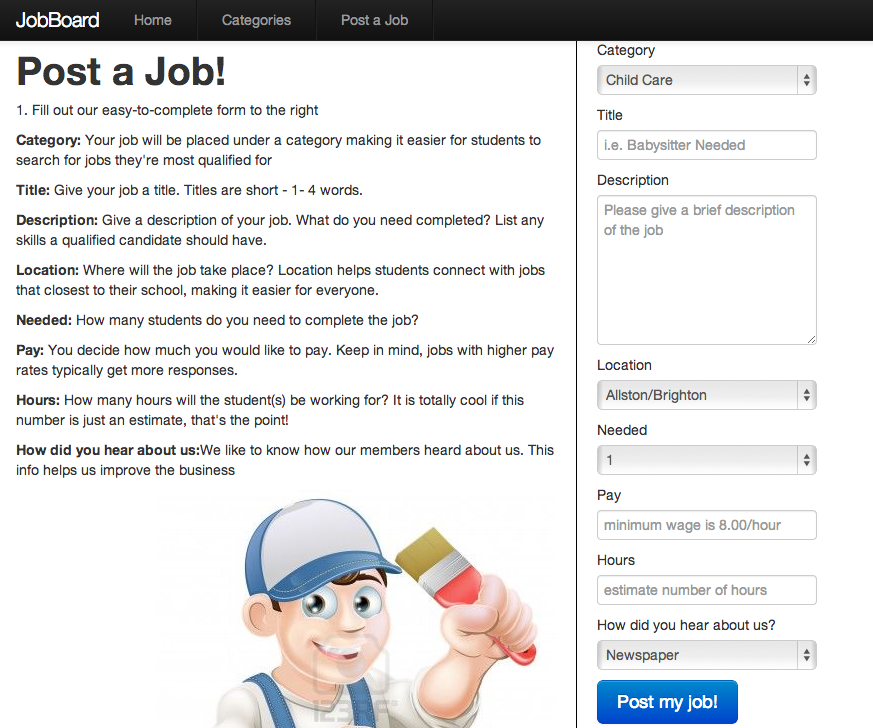 JobBoard Home Categories Post a Job
Post a Job!
1. Fill out our easy-to-complete form to the right
Category: Your job will be placed under a category making it easier for students to
search for jobs they're most qualified for
Title: Give your job a title. Titles are short - 1- 4 words.
Description: Give a description of your job. What do you need completed? List any
skills a qualified candidate should have.
Location: Where will the job take place? Location helps students connect with jobs
that closest to their school, making it easier for everyone.
Needed: How many students do you need to complete the job?
Pay: You decide how much you would like to pay. Keep in mind, jobs with higher pay
rates typically get more responses.
Hours: How many hours will the student(s) be working for? It is totally cool if this
number is just an estimate, that's the point!
How did you hear about us:We like to know how our members heard about us. This
info helps us improve the business
123RF
Category
Child Care
Title
i.e. Babysitter Needed
Description
Please give a brief description
of the job
Location
Allston/Brighton
Needed
1
Pay
minimum wage is 8.00/hour
Hours
estimate number of hours
How did you hear about us?
Newspaper
Post my job!